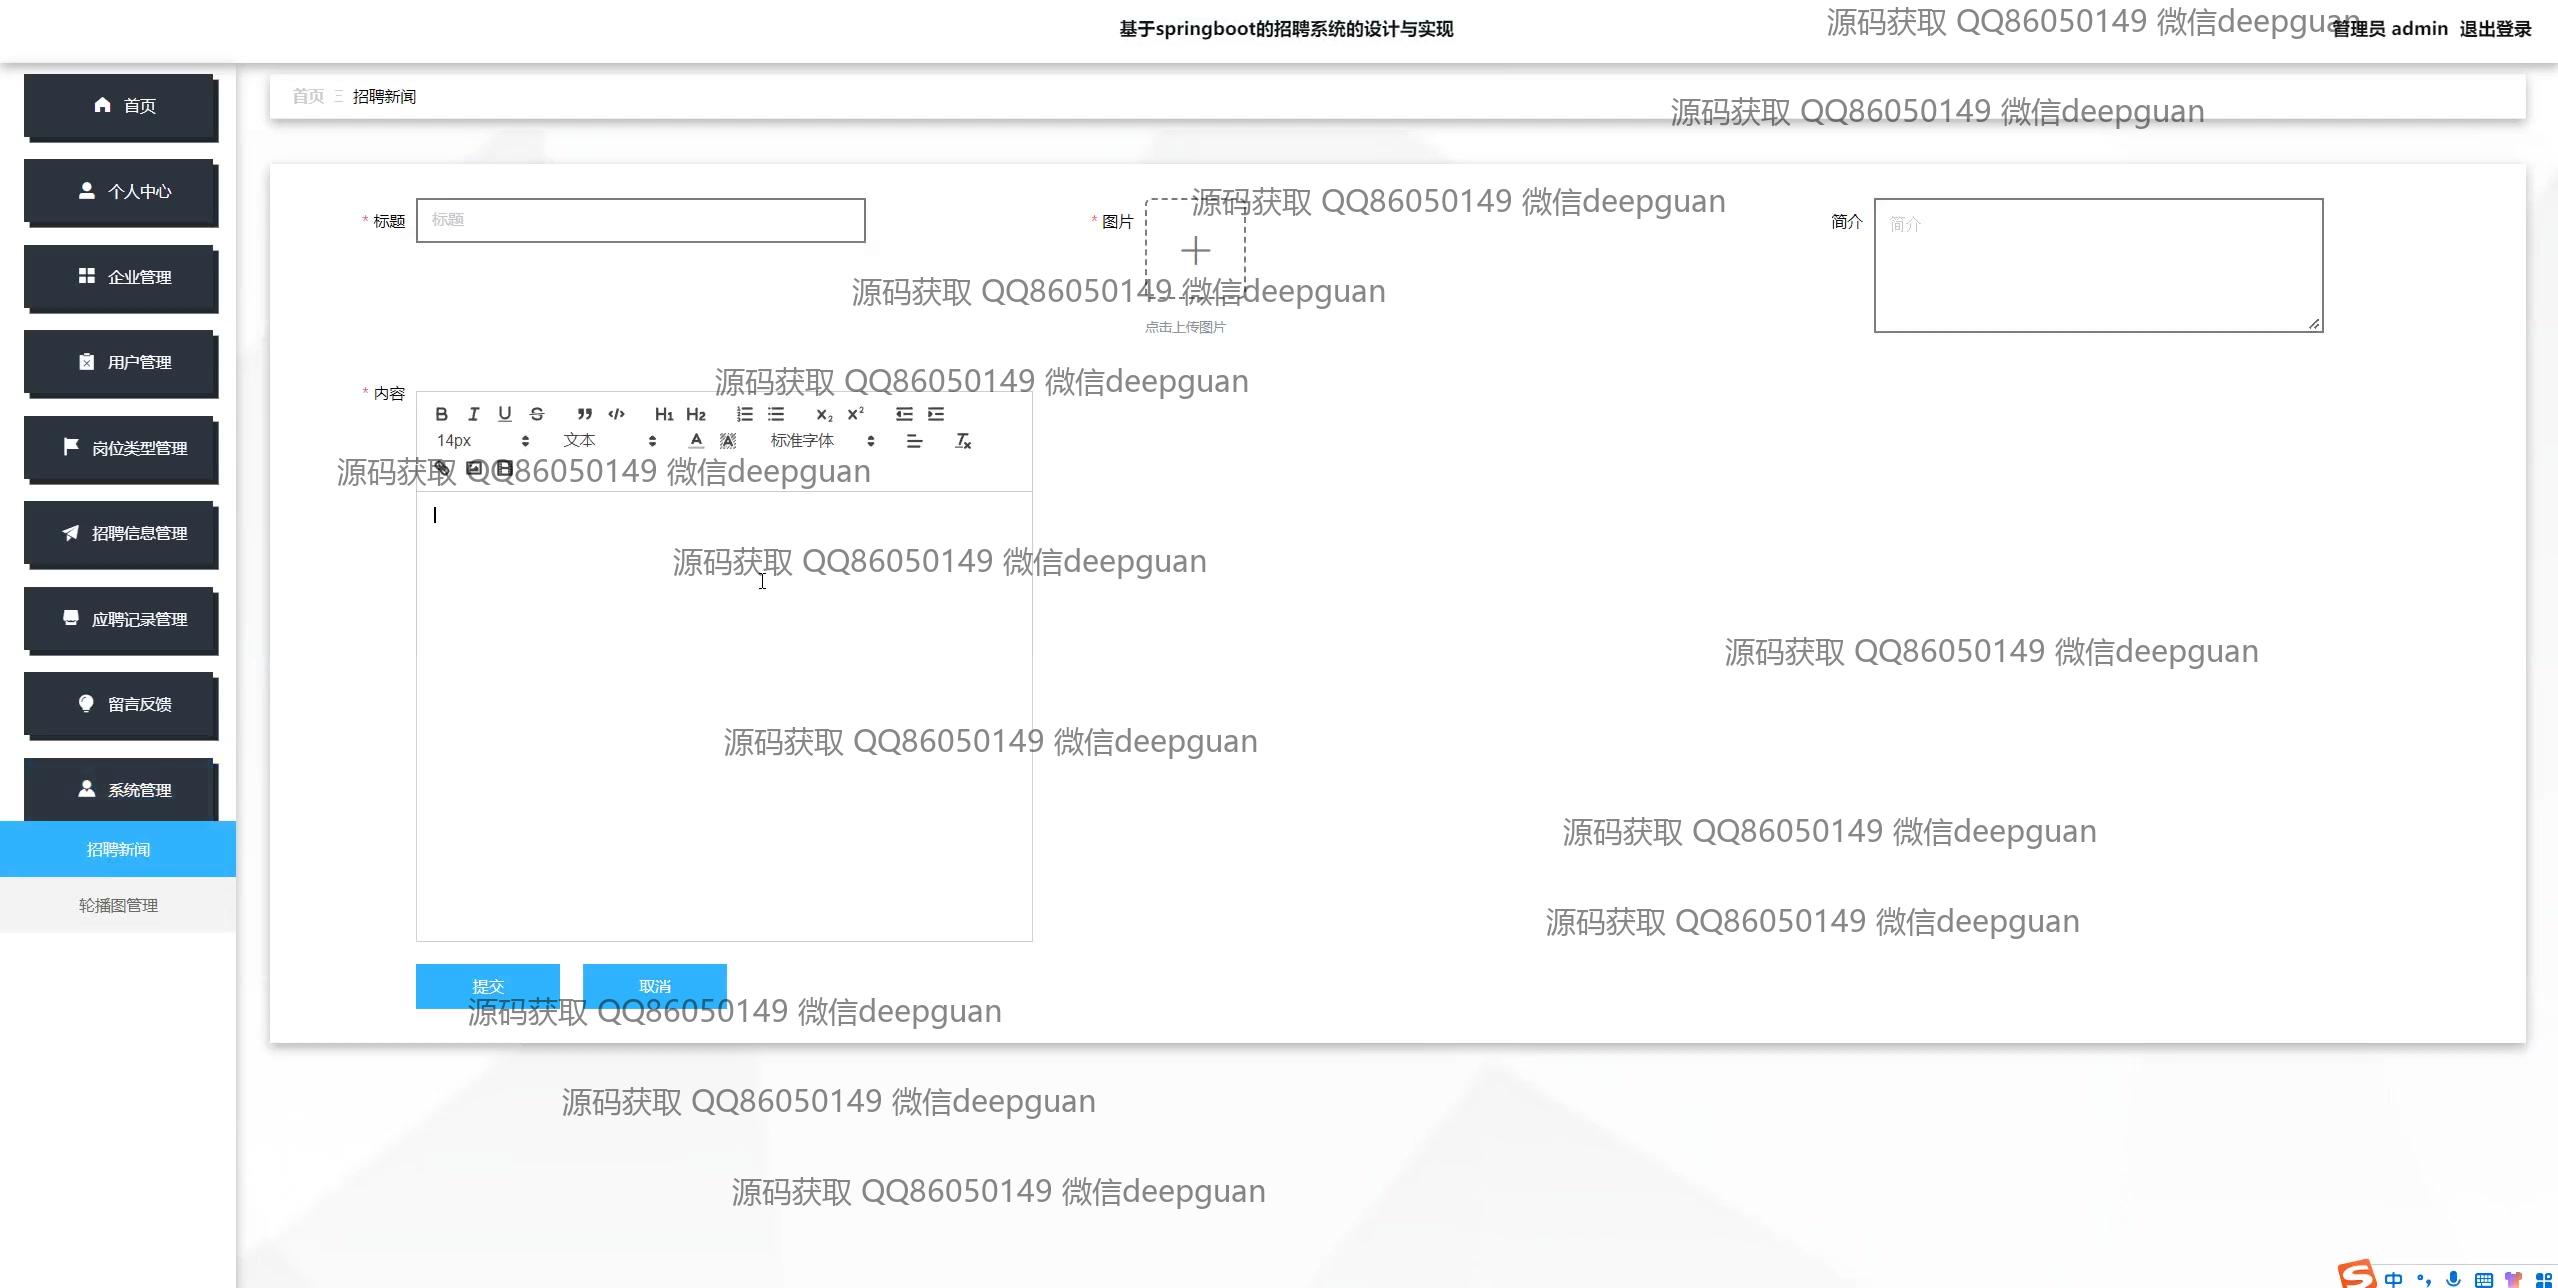 基于springboot的招聘系统的设计与实现
源码获取 QQ86050149 微信deepguan
管理员 admin 退出登录
首页
个人中心
企业管理
用户管理
岗位类型管理
招聘信息管理
应聘记录管理
留言反馈
系统管理
招聘新闻
轮播图管理
首页 招聘新闻
源码获取 QQ86050149 微信deepguan
* 标题 标题
* 图片
源码获取 QQ86050149 微信deepguan
简介 简介
源码获取 QQ86050149 微信deepguan
点击上传图片
源码获取 QQ86050149 微信deepguan
* 内容
B I U S H1 H2 x2 x2
14px 文本 A A 标准字体 Tx
源码获取 QQ86050149 微信deepguan
源码获取 QQ86050149 微信deepguan
源码获取 QQ86050149 微信deepguan
源码获取 QQ86050149 微信deepguan
源码获取 QQ86050149 微信deepguan
源码获取 QQ86050149 微信deepguan
提交 取消
源码获取 QQ86050149 微信deepguan
源码获取 QQ86050149 微信deepguan
源码获取 QQ86050149 微信deepguan
中